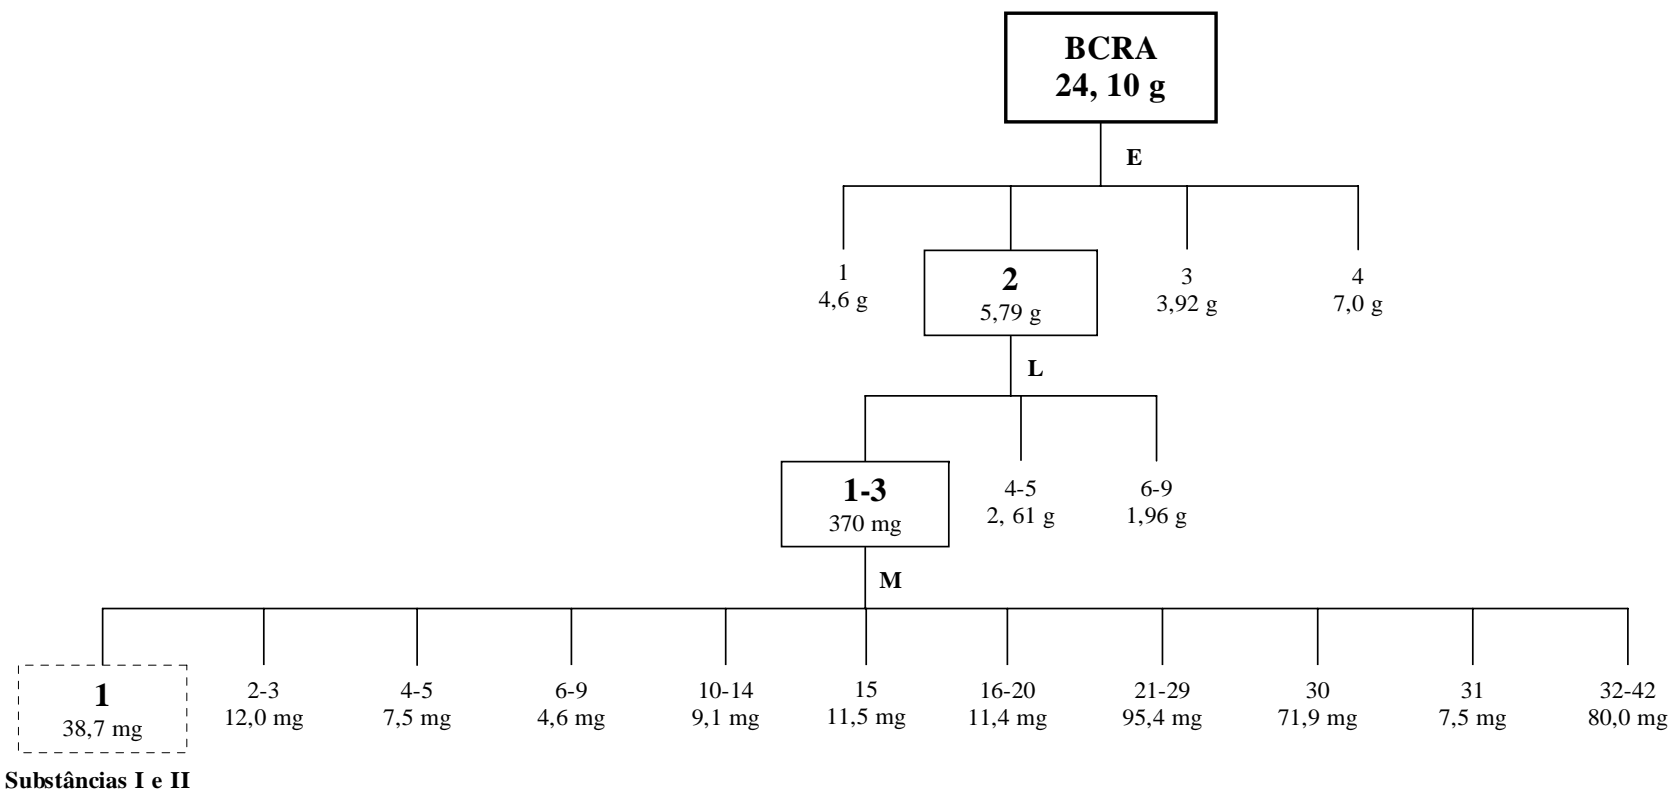 BCRA
24, 10 g
E
1
4,6 g
2
5,79 g
3
3,92 g
4
7,0 g
L
1-3
370 mg
4-5
2, 61 g
6-9
1,96 g
M
1
38,7 mg
2-3
12,0 mg
4-5
7,5 mg
6-9
4,6 mg
10-14
9,1 mg
15
11,5 mg
16-20
11,4 mg
21-29
95,4 mg
30
71,9 mg
31
7,5 mg
32-42
80,0 mg
Substâncias I e II